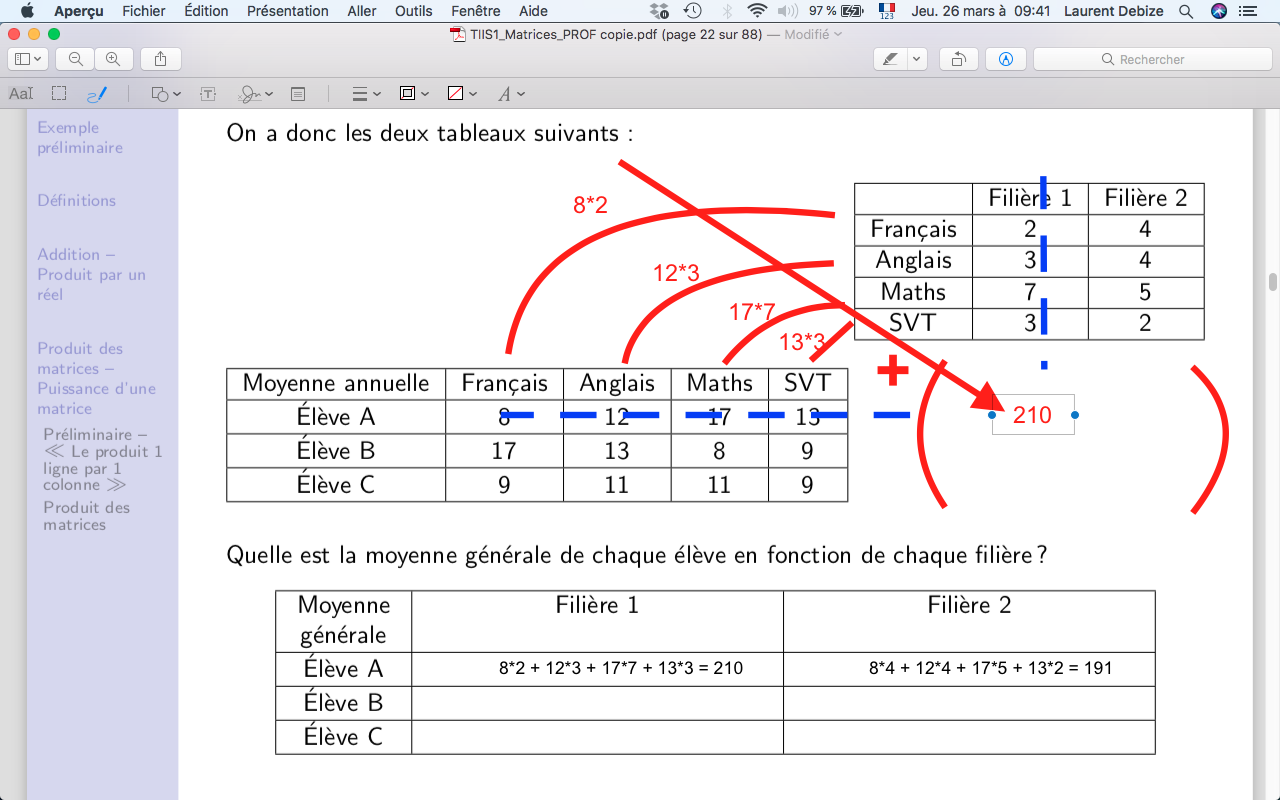 Aperçu Fichier Édition Présentation Aller Outils Fenêtre Aide 97 % 123 Jeu. 26 mars à 09:41 Laurent Debize
TIIS1_Matrices_PROF copie.pdf (page 22 sur 88) — Modifié
Rechercher
AaI T A
Exemple
préliminaire
Définitions
Addition –
Produit par un
réel
Produit des
matrices –
Puissance d'une
matrice
Préliminaire –
≪ Le produit 1
ligne par 1
colonne ≫
Produit des
matrices
On a donc les deux tableaux suivants :
Filière 1 Filière 2
Français 2 4
Anglais 3 4
Maths 7 5
SVT 3 2
8*2
12*3
17*7
13*3
+
210
Moyenne annuelle Français Anglais Maths SVT
Élève A 8 12 17 13
Élève B 17 13 8 9
Élève C 9 11 11 9
Quelle est la moyenne générale de chaque élève en fonction de chaque filière ?
Moyenne Filière 1 Filière 2
générale
Élève A 8*2 + 12*3 + 17*7 + 13*3 = 210 8*4 + 12*4 + 17*5 + 13*2 = 191
Élève B
Élève C